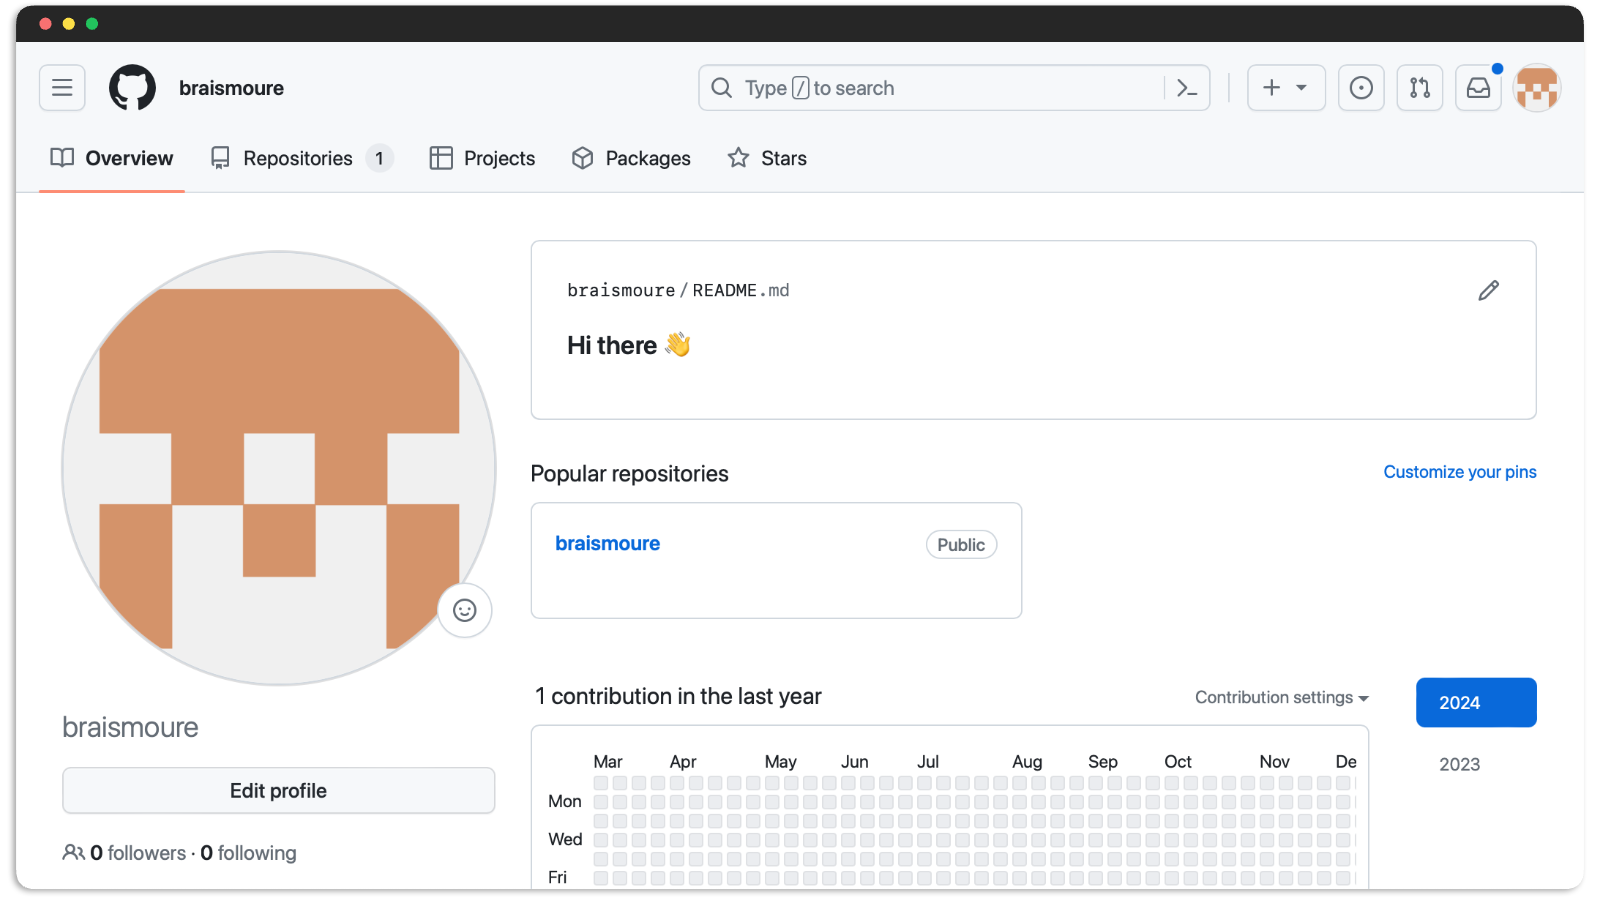 braismoure
Type / to search
Overview Repositories 1 Projects Packages Stars
braismoure/README.md
Hi there 👋
Popular repositories
Customize your pins
braismoure
Public
1 contribution in the last year
Contribution settings
2024
2023
Mar Apr May Jun Jul Aug Sep Oct Nov De
Mon
Wed
Fri
braismoure
Edit profile
0 followers · 0 following